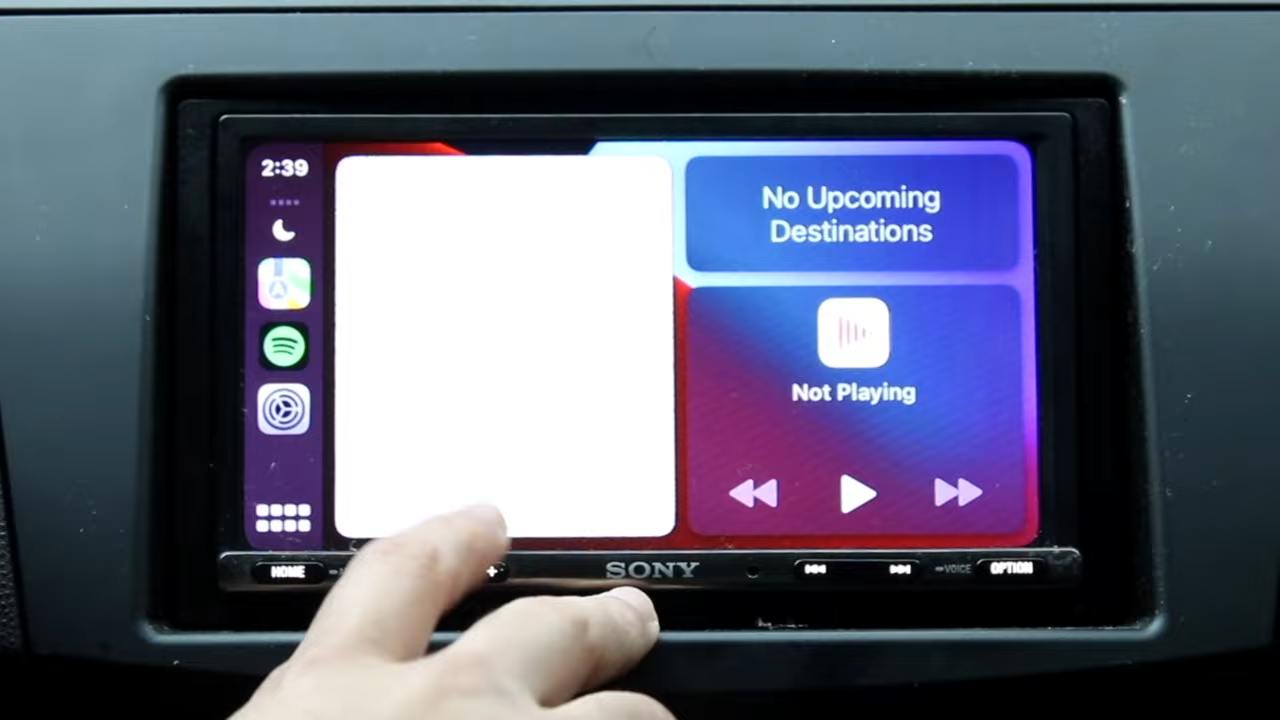 2:39
No Upcoming
Destinations
Not Playing
HOME
+
SONY
VOICE
OPTION